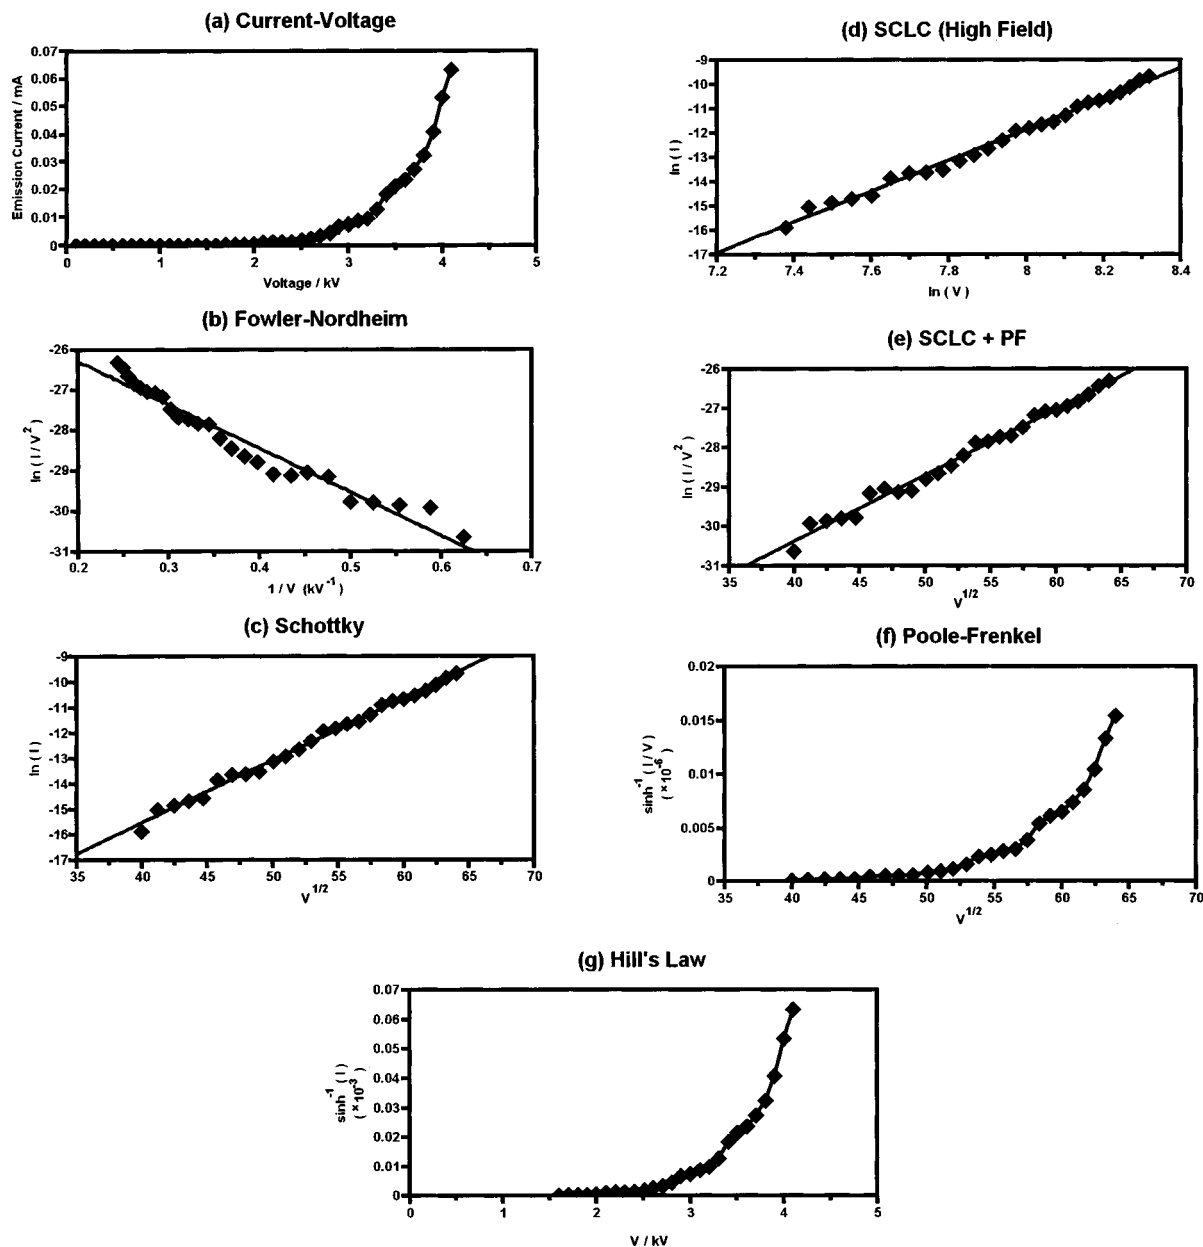 (a) Current-Voltage
0.07
0.06
0.05
0.04
0.03
0.02
0.01
0
Emission Current / mA
0 1 2 3 4 5
Voltage / kV
(b) Fowler-Nordheim
-26
-27
-28
-29
-30
-31
ln ( I / V²)
0.2 0.3 0.4 0.5 0.6 0.7
1 / V (kV⁻¹)
(c) Schottky
-9
-10
-11
-12
-13
-14
-15
-16
-17
ln ( I )
35 40 45 50 55 60 65 70
V^1/2
(d) SCLC (High Field)
-9
-10
-11
-12
-13
-14
-15
-16
-17
ln ( I )
7.2 7.4 7.6 7.8 8 8.2 8.4
ln ( V )
(e) SCLC + PF
-26
-27
-28
-29
-30
-31
ln ( I / V²)
35 40 45 50 55 60 65 70
V^1/2
(f) Poole-Frenkel
0.02
0.015
0.01
0.005
0
sinh⁻¹ ( I / V )
( ×10⁻⁶ )
35 40 45 50 55 60 65 70
V^1/2
(g) Hill's Law
0.07
0.06
0.05
0.04
0.03
0.02
0.01
0
sinh⁻¹ ( I )
( ×10⁻³ )
0 1 2 3 4 5
V / kV